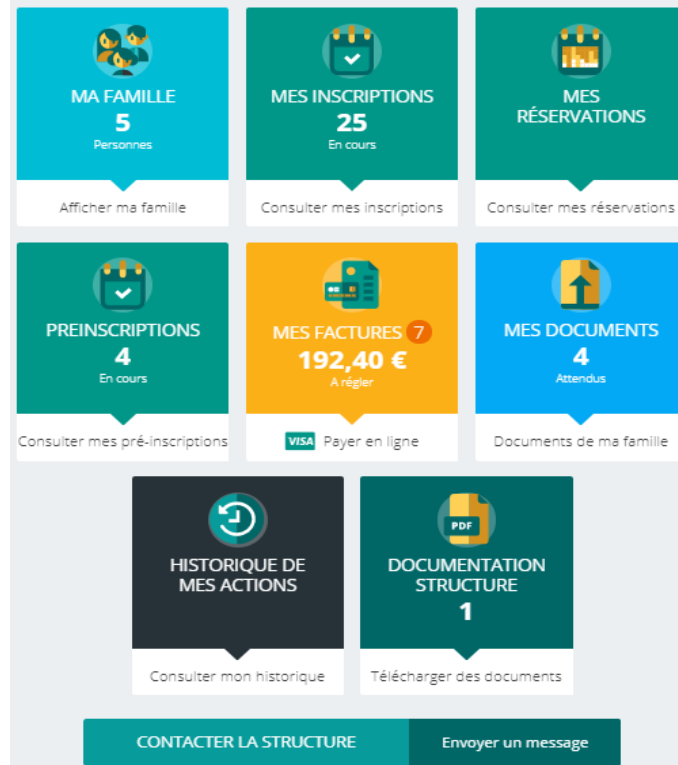 MA FAMILLE
5
Personnes
Afficher ma famille
MES INSCRIPTIONS
25
En cours
Consulter mes inscriptions
MES
RÉSERVATIONS
Consulter mes réservations
PREINSCRIPTIONS
4
En cours
Consulter mes pré-inscriptions
MES FACTURES 7
192,40 €
A régler
VISA Payer en ligne
MES DOCUMENTS
4
Attendus
Documents de ma famille
HISTORIQUE DE
MES ACTIONS
Consulter mon historique
PDF
DOCUMENTATION
STRUCTURE
1
Télécharger des documents
CONTACTER LA STRUCTURE
Envoyer un message